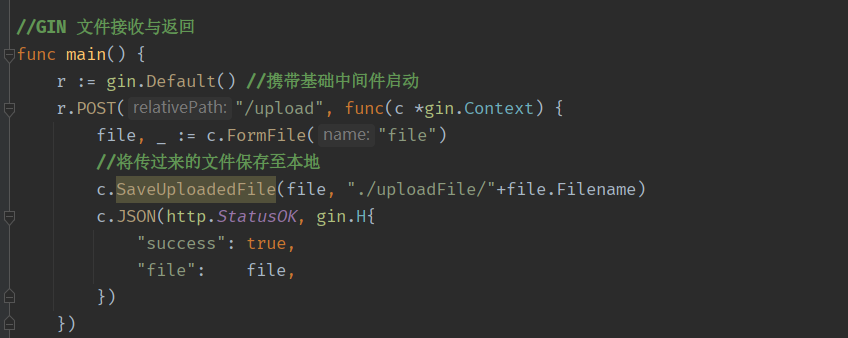 //GIN 文件接收与返回
func main() {
    r := gin.Default() //携带基础中间件启动
    r.POST( relativePath: "/upload", func(c *gin.Context) {
        file, _ := c.FormFile( name: "file")
        //将传过来的文件保存至本地
        c.SaveUploadedFile(file, "./uploadFile/"+file.Filename)
        c.JSON(http.StatusOK, gin.H{
            "success": true,
            "file":    file,
        })
    })